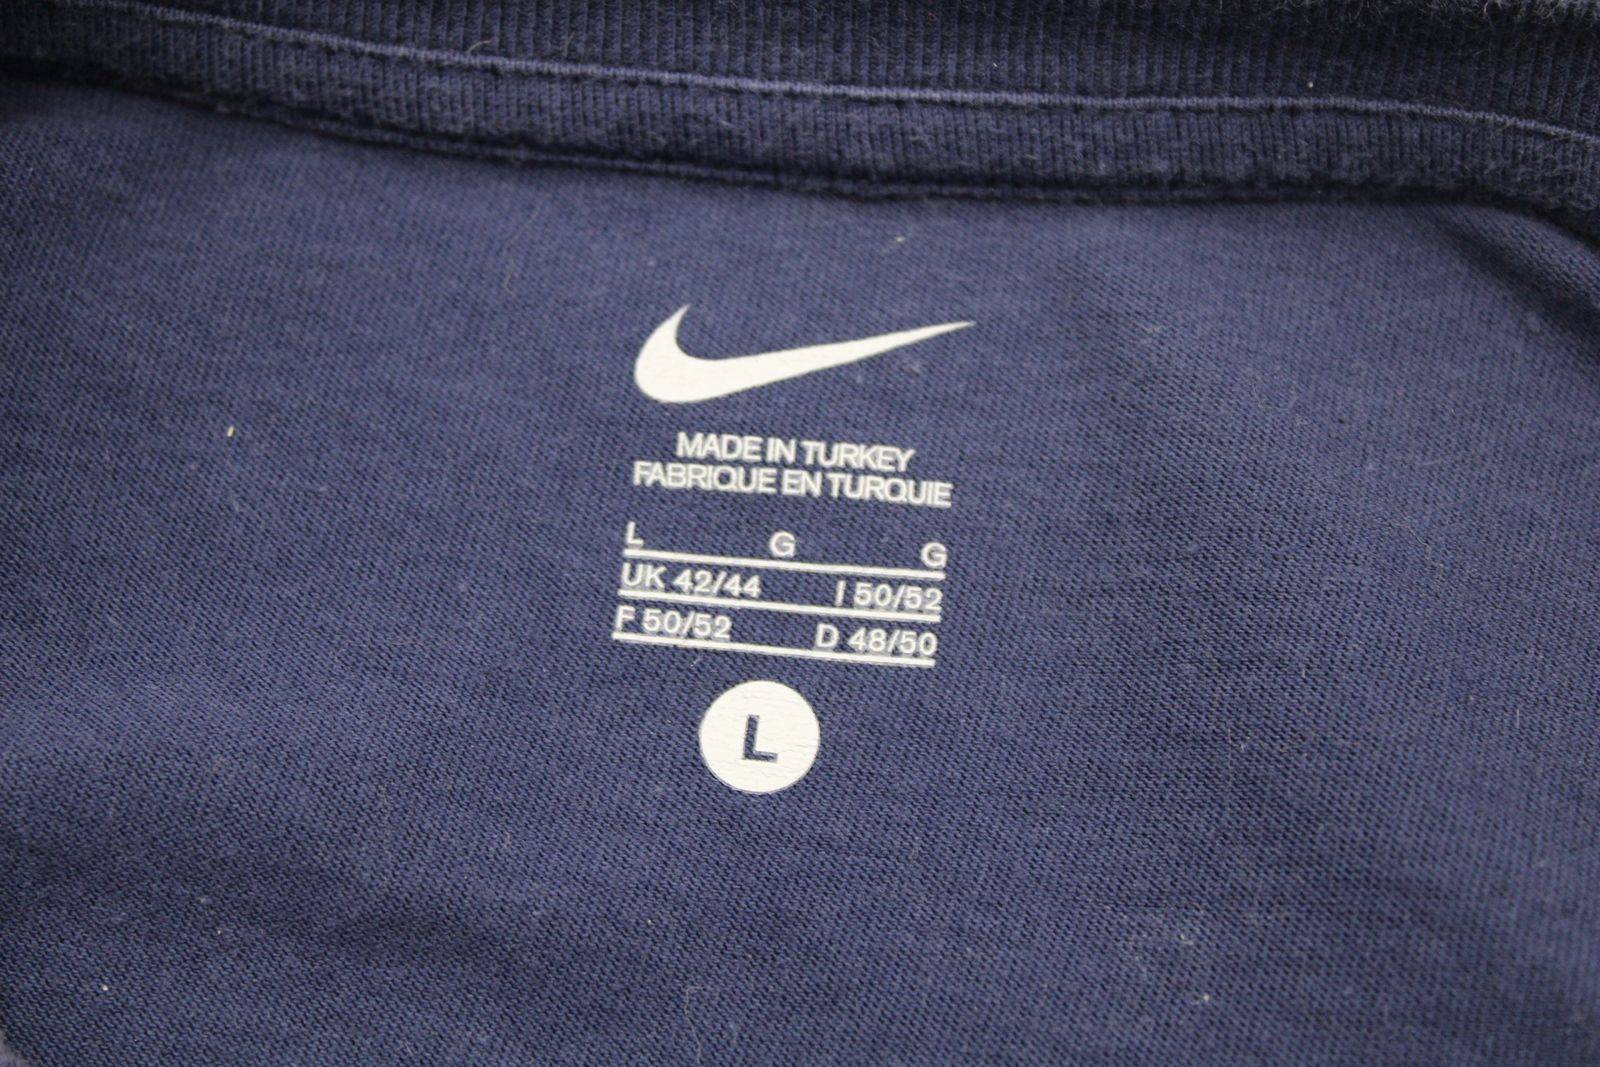 MADE IN TURKEY
FABRIQUE EN TURQUIE
L G G
UK 42/44 I 50/52
F 50/52 D 48/50
L